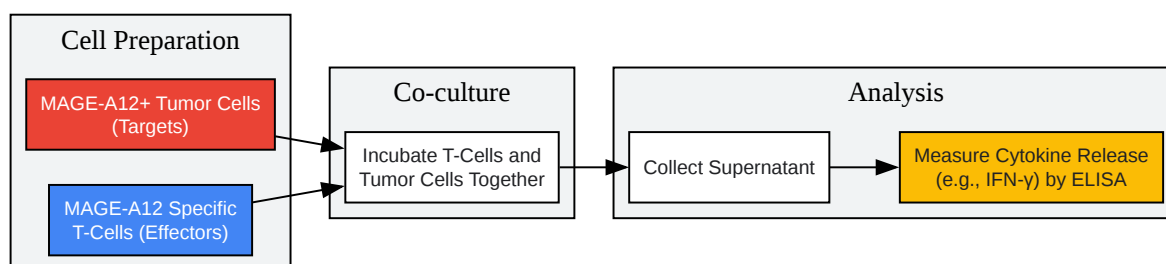 Cell Preparation
MAGE-A12+ Tumor Cells
(Targets)
MAGE-A12 Specific
T-Cells (Effectors)
Co-culture
Incubate T-Cells and
Tumor Cells Together
Analysis
Collect Supernatant
Measure Cytokine Release
(e.g., IFN-γ) by ELISA